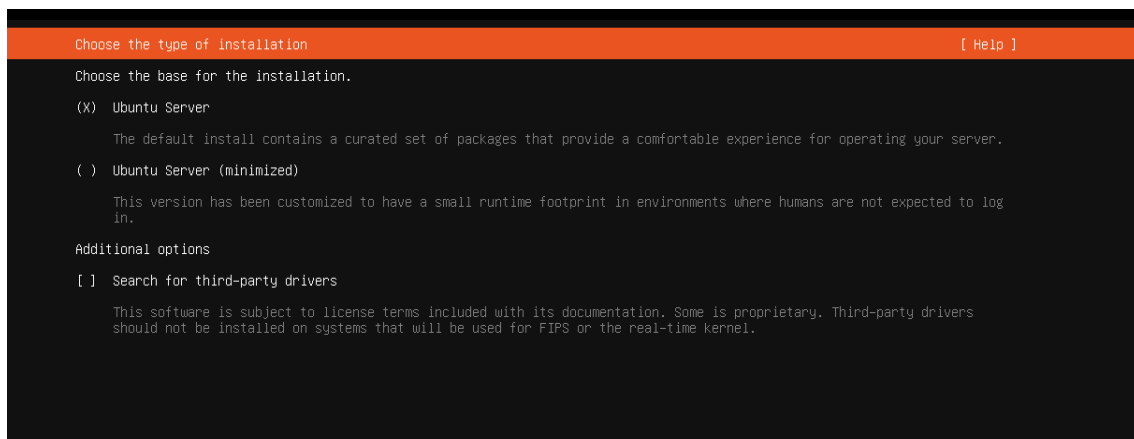 Choose the type of installation [ Help ]
Choose the base for the installation.
(X) Ubuntu Server
The default install contains a curated set of packages that provide a comfortable experience for operating your server.
( ) Ubuntu Server (minimized)
This version has been customized to have a small runtime footprint in environments where humans are not expected to log
in.
Additional options
[ ] Search for third-party drivers
This software is subject to license terms included with its documentation. Some is proprietary. Third-party drivers
should not be installed on systems that will be used for FIPS or the real-time kernel.